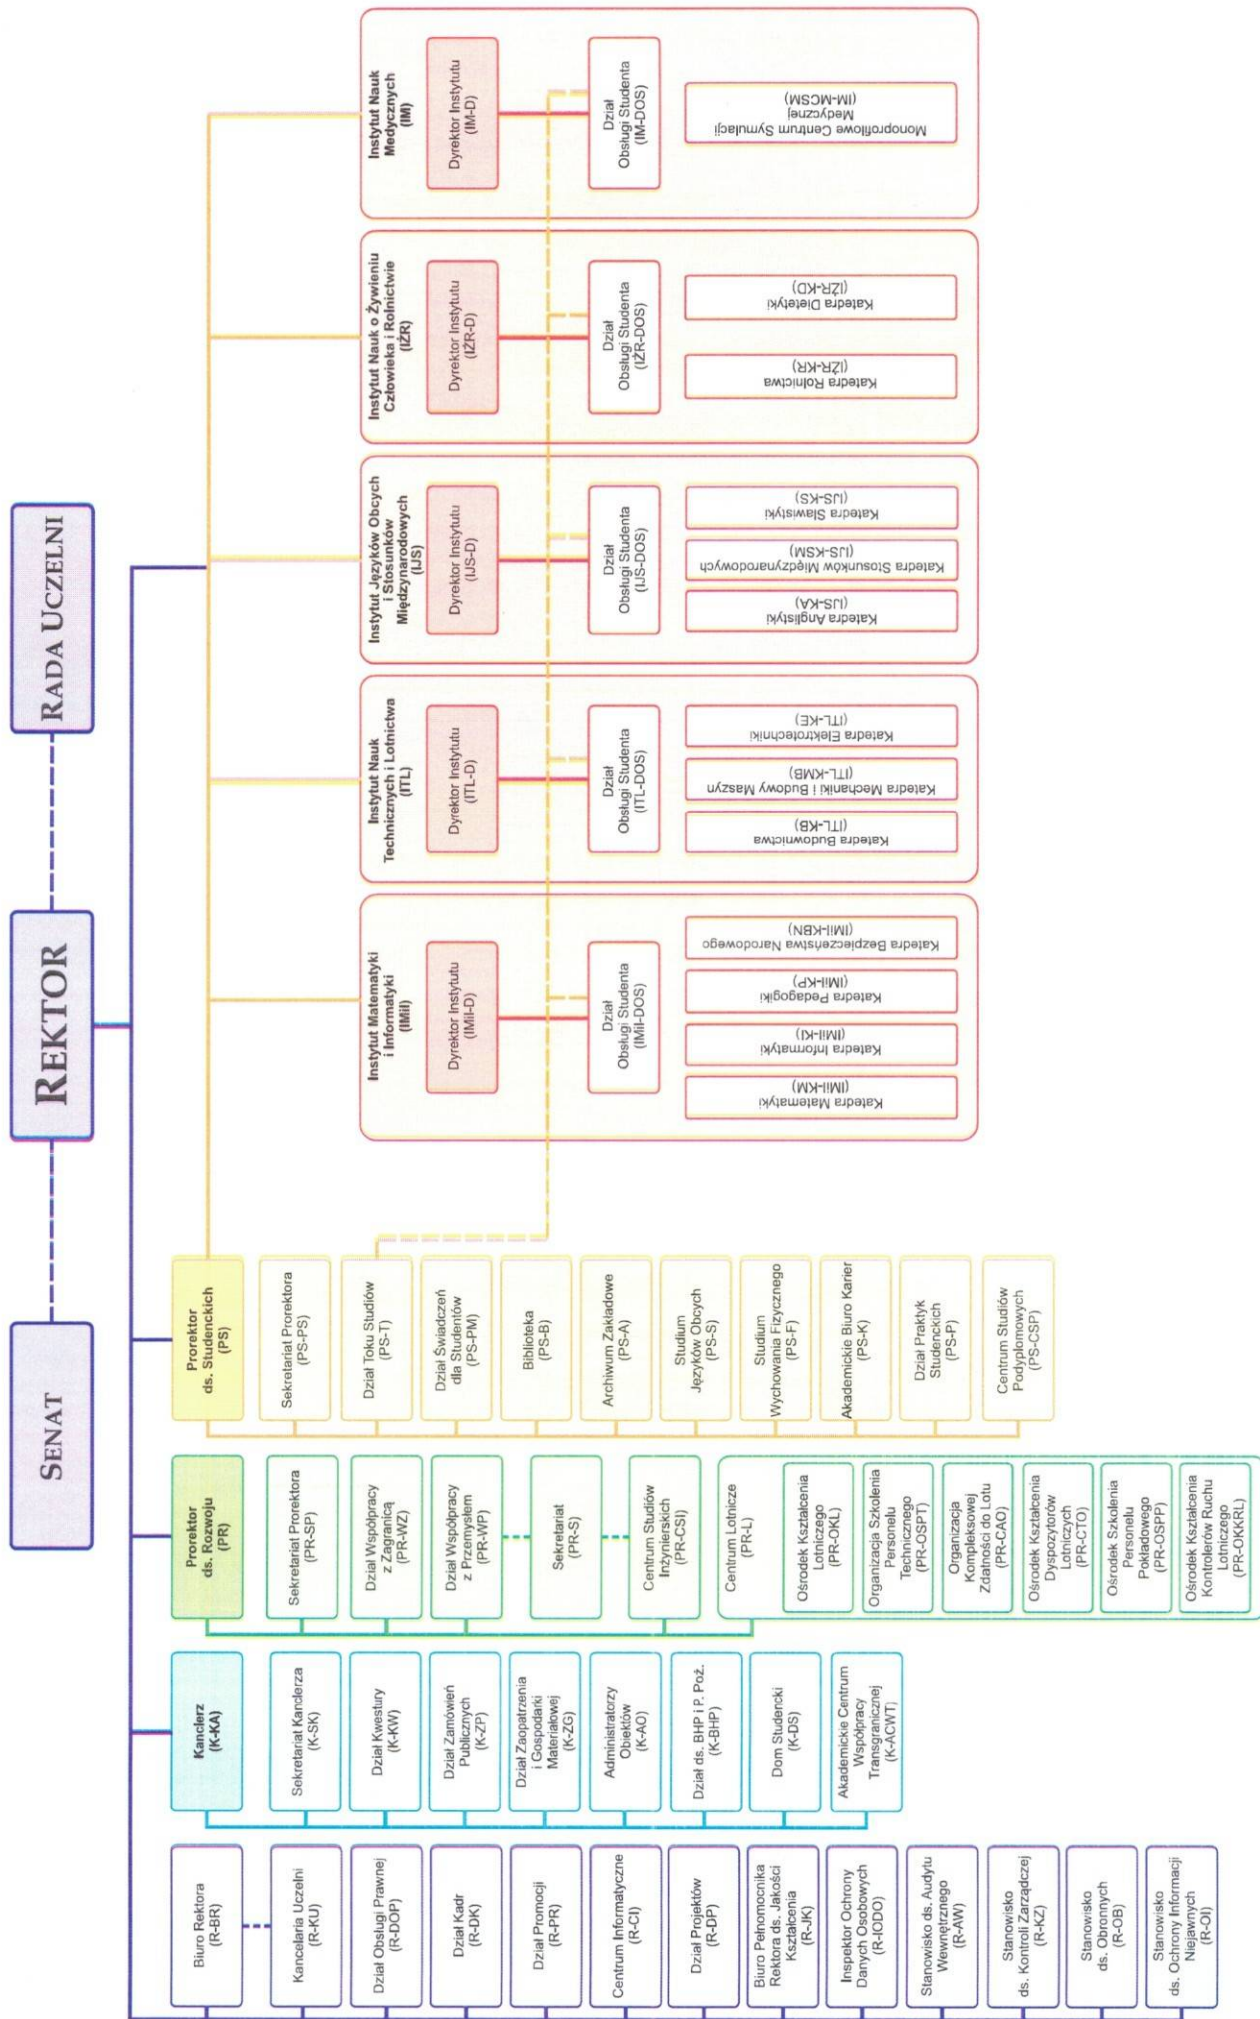 SENAT
REKTOR
RADA UCZELNI
Biuro Rektora
(R-BR)
Kancelaria Uczelni
(R-KU)
Dział Obsługi Prawnej
(R-DOP)
Dział Kadr
(R-DK)
Dział Promocji
(R-PR)
Centrum Informatyczne
(R-CI)
Dział Projektów
(R-DP)
Biuro Pełnomocnika
Rektora ds. Jakości
Kształcenia
(R-JK)
Inspektor Ochrony
Danych Osobowych
(R-IODO)
Stanowisko ds. Audytu
Wewnętrznego
(R-AW)
Stanowisko
ds. Kontroli Zarządczej
(R-KZ)
Stanowisko
ds. Obronnych
(R-OB)
Stanowisko
ds. Ochrony Informacji
Niejawnych
(R-OI)
Kanclerz
(K-KA)
Sekretariat Kanclerza
(K-SK)
Dział Kwestury
(K-KW)
Dział Zamówień
Publicznych
(K-ZP)
Dział Zaopatrzenia
i Gospodarki
Materiałowej
(K-ZG)
Administratorzy
Obiektów
(K-AO)
Dział ds. BHP i P. Poż.
(K-BHP)
Dom Studencki
(K-DS)
Akademickie Centrum
Współpracy
Transgranicznej
(K-ACWT)
Prorektor
ds. Rozwoju
(PR)
Sekretariat Prorektora
(PR-SP)
Dział Współpracy
z Zagranicą
(PR-WZ)
Dział Współpracy
z Przemysłem
(PR-WP)
Sekretariat
(PR-S)
Centrum Studiów
Inżynierskich
(PR-CSI)
Centrum Lotnicze
(PR-L)
Ośrodek Kształcenia
Lotniczego
(PR-OKL)
Organizacja Szkolenia
Personelu
Technicznego
(PR-OSPT)
Organizacja
Kompleksowej
Zdatności do Lotu
(PR-CAO)
Ośrodek Kształcenia
Dyspozytorów
Lotniczych
(PR-CTO)
Ośrodek Szkolenia
Personelu
Pokładowego
(PR-OSPP)
Ośrodek Kształcenia
Kontrolerów Ruchu
Lotniczego
(PR-OKKRL)
Prorektor
ds. Studenckich
(PS)
Sekretariat Prorektora
(PS-PS)
Dział Toku Studiów
(PS-T)
Dział Świadczeń
dla Studentów
(PS-PM)
Biblioteka
(PS-B)
Archiwum Zakładowe
(PS-A)
Studium
Języków Obcych
(PS-S)
Studium
Wychowania Fizycznego
(PS-F)
Akademickie Biuro Karier
(PS-K)
Dział Praktyk
Studenckich
(PS-P)
Centrum Studiów
Podyplomowych
(PS-CSP)
Instytut Matematyki
i Informatyki
(IMiI)
Dyrektor Instytutu
(IMiI-D)
Dział
Obsługi Studenta
(IMiI-DOS)
Katedra Matematyki
(IMiI-KM)
Katedra Informatyki
(IMiI-KI)
Katedra Pedagogiki
(IMiI-KP)
Katedra Bezpieczeństwa Narodowego
(IMiI-KBN)
Instytut Nauk
Technicznych i Lotnictwa
(ITL)
Dyrektor Instytutu
(ITL-D)
Dział
Obsługi Studenta
(ITL-DOS)
Katedra Budownictwa
(ITL-KB)
Katedra Mechaniki i Budowy Maszyn
(ITL-KMB)
Katedra Elektrotechniki
(ITL-KE)
Instytut Języków Obcych
i Stosunków
Międzynarodowych
(IJS)
Dyrektor Instytutu
(IJS-D)
Dział
Obsługi Studenta
(IJS-DOS)
Katedra Anglistyki
(IJS-KA)
Katedra Stosunków Międzynarodowych
(IJS-KSM)
Katedra Slawistyki
(IJS-KS)
Instytut Nauk o Żywieniu
Człowieka i Rolnictwie
(IŻR)
Dyrektor Instytutu
(IŻR-D)
Dział
Obsługi Studenta
(IŻR-DOS)
Katedra Rolnictwa
(IŻR-KR)
Katedra Dietetyki
(IŻR-KD)
Instytut Nauk
Medycznych
(IM)
Dyrektor Instytutu
(IM-D)
Dział
Obsługi Studenta
(IM-DOS)
Monoprofilowe Centrum Symulacji
Medycznej
(IM-MCSM)